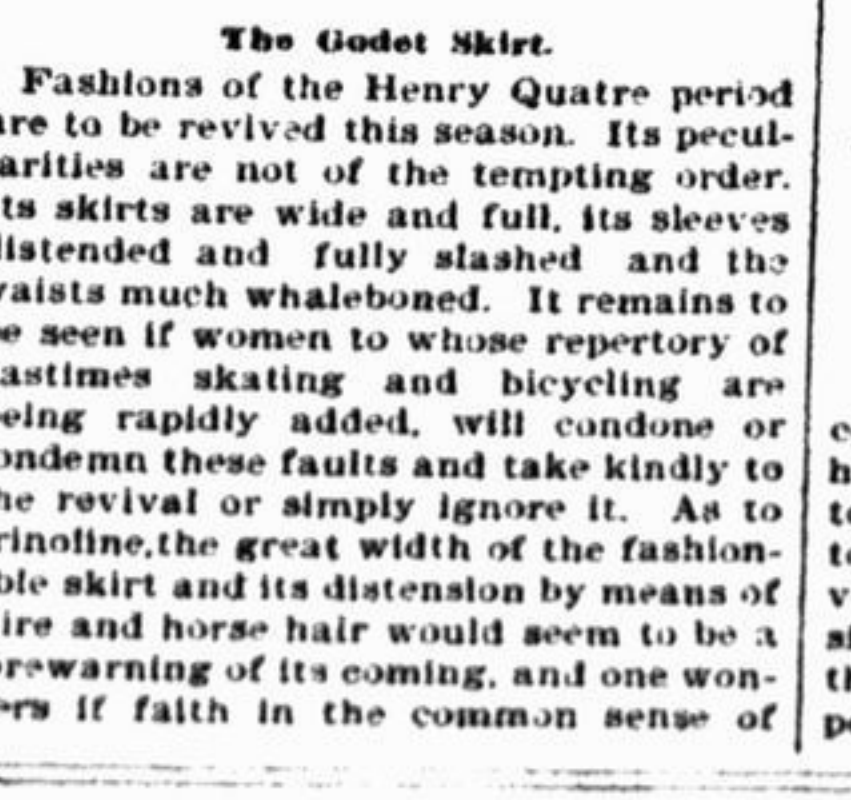 The Godet Skirt.
Fashions of the Henry Quatre period
are to be revived this season. Its pecul-
arities are not of the tempting order.
ts skirts are wide and full, its sleeves
listended and fully slashed and the
vaists much whaleboned. It remains to
e seen if women to whose repertory of
astimes skating and bicycling are
eing rapidly added, will condone or
ondemn these faults and take kindly to
he revival or simply ignore it. As to
rinoline,the great width of the fashion-
ble skirt and its distension by means of
ire and horse hair would seem to be a
orewarning of its coming, and one won-
ers if faith in the common sense of